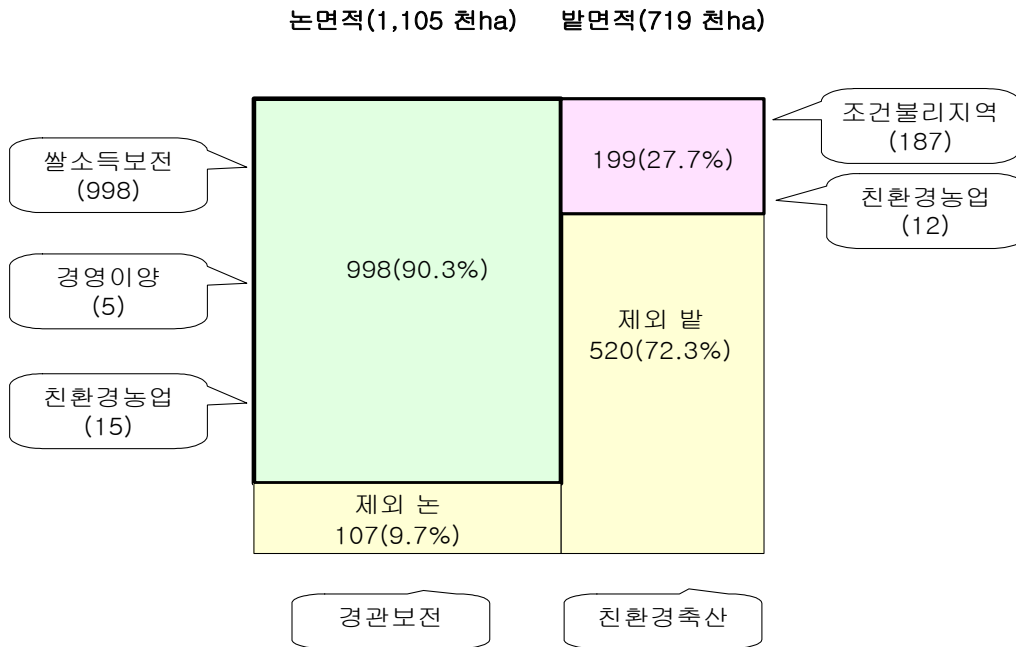 논면적(1,105 천ha) 밭면적(719 천ha)
쌀소득보전
(998)
경영이양
(5)
친환경농업
(15)
998(90.3%)
제외 논
107(9.7%)
199(27.7%)
제외 밭
520(72.3%)
조건불리지역
(187)
친환경농업
(12)
경관보전
친환경축산